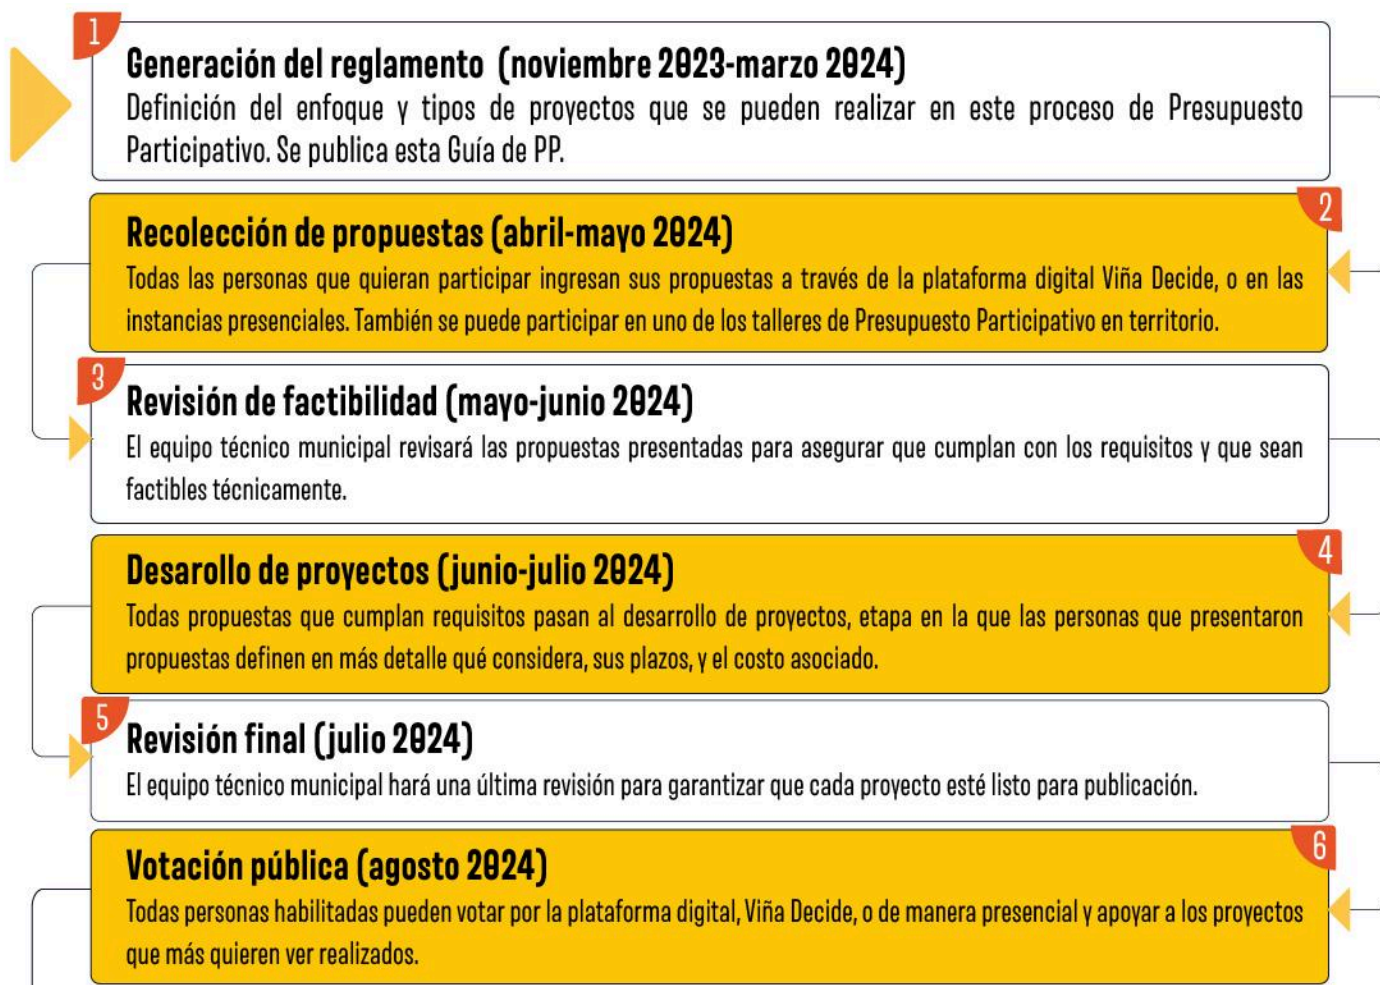 1
Generación del reglamento (noviembre 2023-marzo 2024)
Definición del enfoque y tipos de proyectos que se pueden realizar en este proceso de Presupuesto
Participativo. Se publica esta Guía de PP.
2
Recolección de propuestas (abril-mayo 2024)
Todas las personas que quieran participar ingresan sus propuestas a través de la plataforma digital Viña Decide, o en las
instancias presenciales. También se puede participar en uno de los talleres de Presupuesto Participativo en territorio.
3
Revisión de factibilidad (mayo-junio 2024)
El equipo técnico municipal revisará las propuestas presentadas para asegurar que cumplan con los requisitos y que sean
factibles técnicamente.
4
Desarollo de proyectos (junio-julio 2024)
Todas propuestas que cumplan requisitos pasan al desarrollo de proyectos, etapa en la que las personas que presentaron
propuestas definen en más detalle qué considera, sus plazos, y el costo asociado.
5
Revisión final (julio 2024)
El equipo técnico municipal hará una última revisión para garantizar que cada proyecto esté listo para publicación.
6
Votación pública (agosto 2024)
Todas personas habilitadas pueden votar por la plataforma digital, Viña Decide, o de manera presencial y apoyar a los proyectos
que más quieren ver realizados.